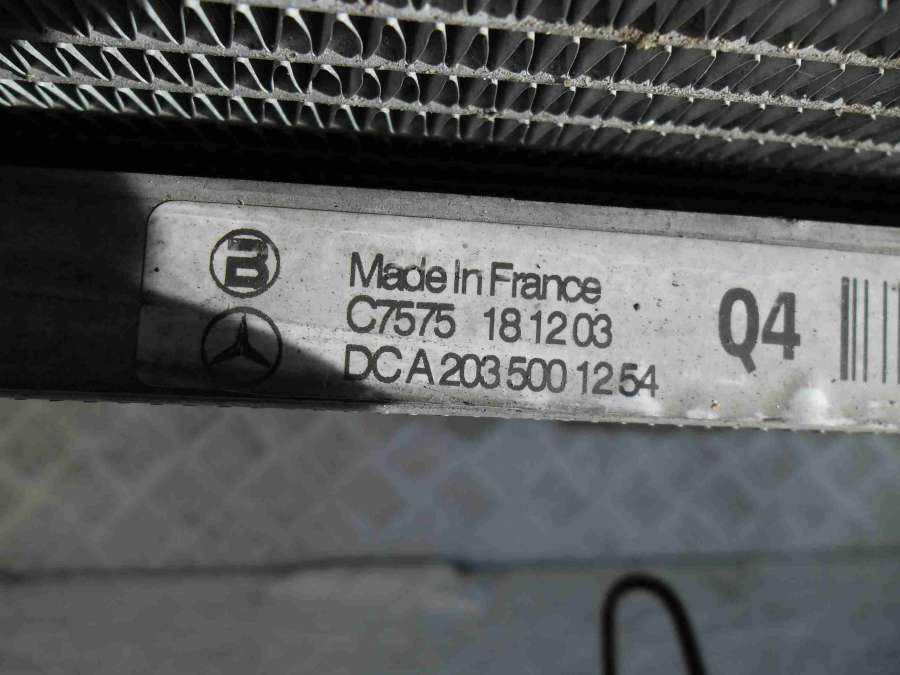 B
Made In France
C7575 18 12 03
DC A 203 500 12 54
Q4